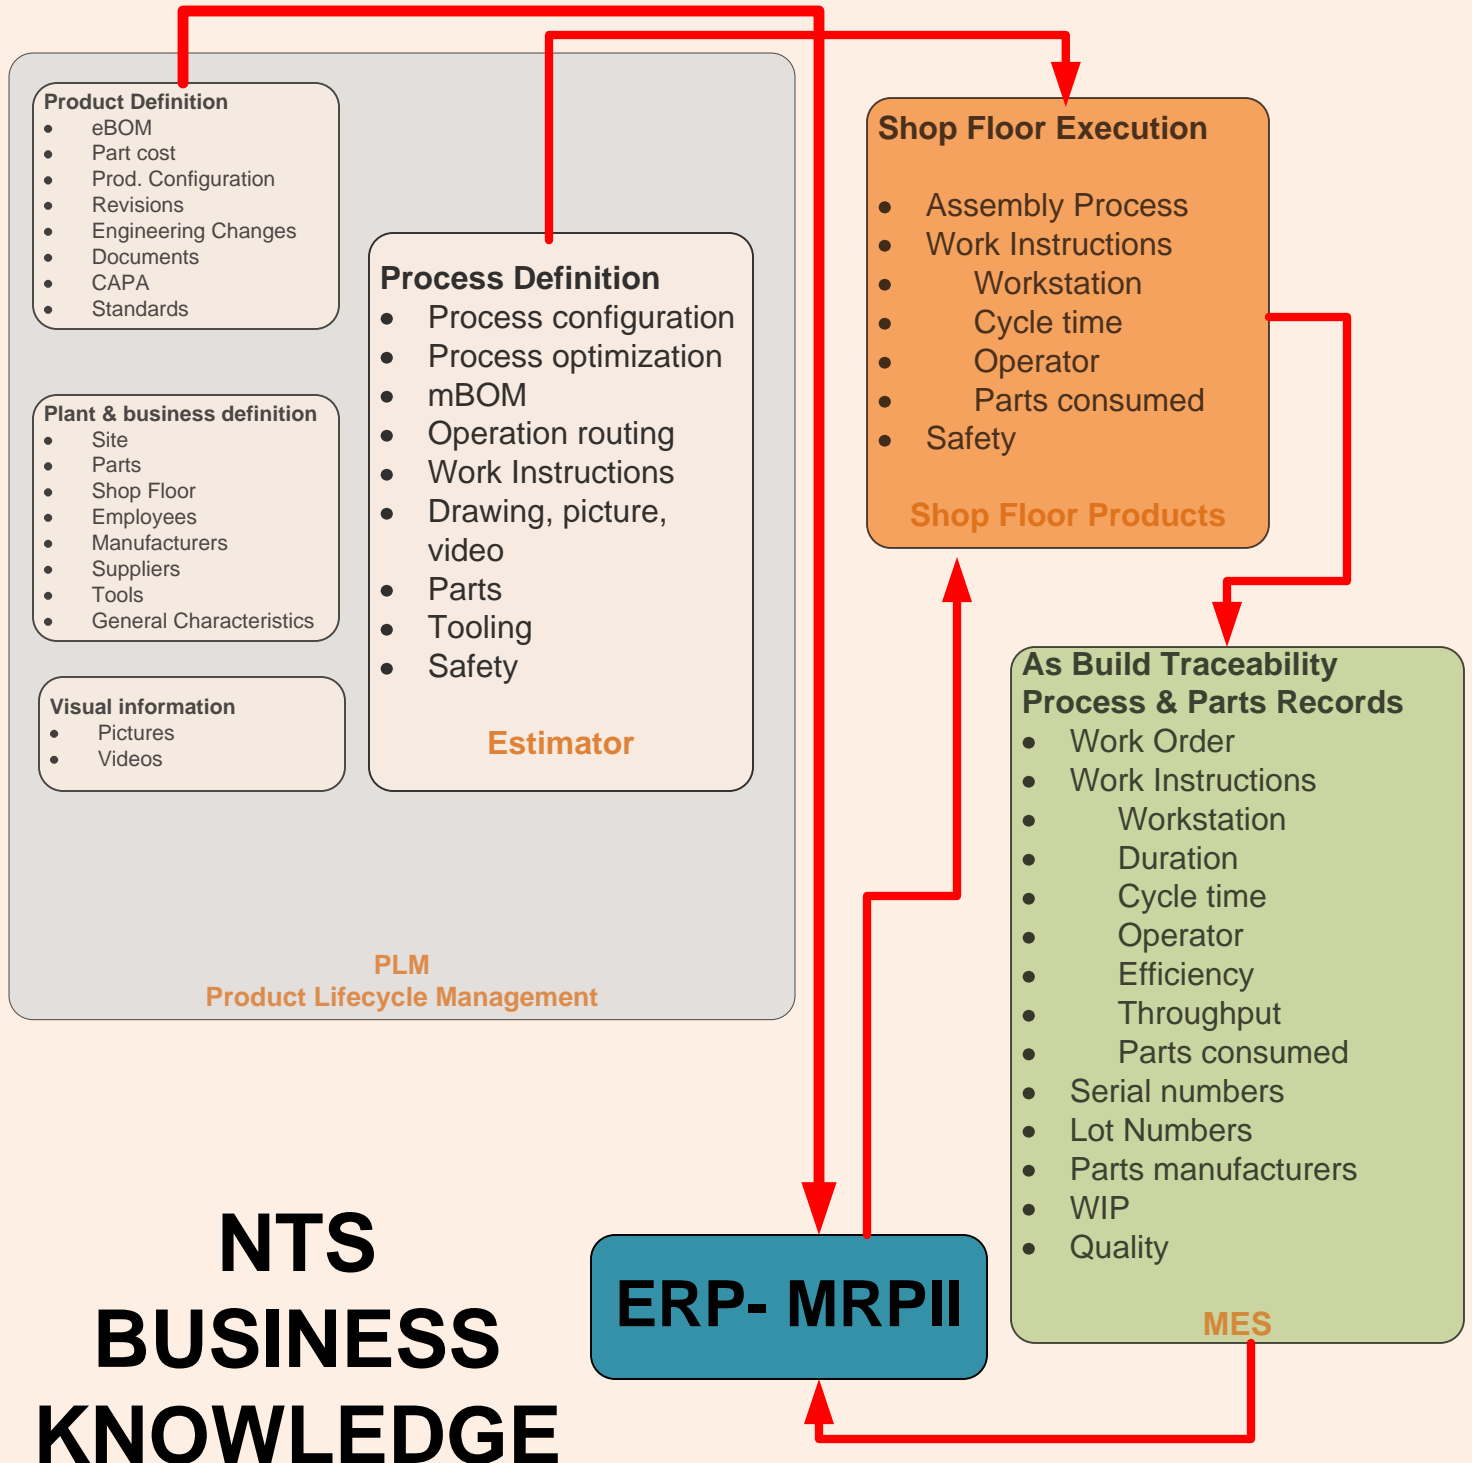 Product Definition
eBOM
Part cost
Prod. Configuration
Revisions
Engineering Changes
Documents
CAPA
Standards
Plant & business definition
Site
Parts
Shop Floor
Employees
Manufacturers
Suppliers
Tools
General Characteristics
Visual information
Pictures
Videos
Process Definition
Process configuration
Process optimization
mBOM
Operation routing
Work Instructions
Drawing, picture,
video
Parts
Tooling
Safety
Estimator
PLM
Product Lifecycle Management
Shop Floor Execution
Assembly Process
Work Instructions
Workstation
Cycle time
Operator
Parts consumed
Safety
Shop Floor Products
As Build Traceability
Process & Parts Records
Work Order
Work Instructions
Workstation
Duration
Cycle time
Operator
Efficiency
Throughput
Parts consumed
Serial numbers
Lot Numbers
Parts manufacturers
WIP
Quality
MES
ERP- MRPII
NTS
BUSINESS
KNOWLEDGE